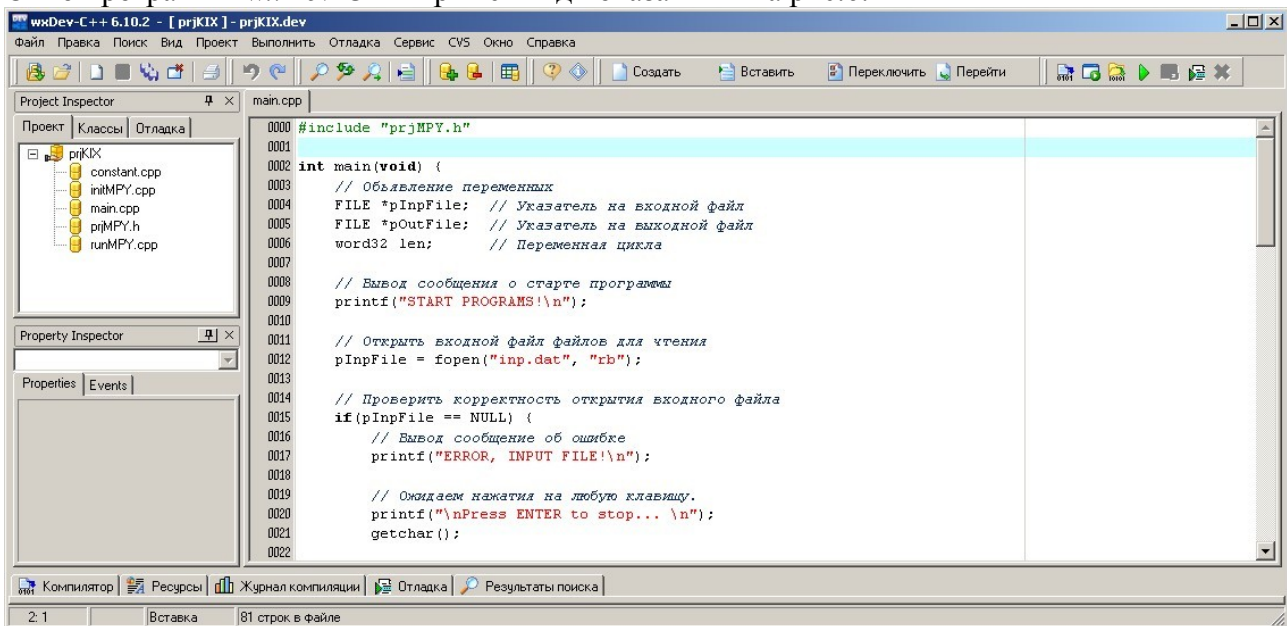 wxDev-C++ 6.10.2 - [ prjKIX ] - prjKIX.dev
Файл Правка Поиск Вид Проект Выполнить Отладка Сервис CVS Окно Справка
Создать Вставить Переключить Перейти
Project Inspector
Проект Классы Отладка
prjKIX
constant.cpp
initMPY.cpp
main.cpp
prjMPY.h
runMPY.cpp
Property Inspector
Properties Events
main.cpp
0000 #include "prjMPY.h"
0001
0002 int main(void) {
0003 // Объявление переменных
0004 FILE *pInpFile; // Указатель на входной файл
0005 FILE *pOutFile; // Указатель на выходной файл
0006 word32 len; // Переменная цикла
0007
0008 // Вывод сообщения о старте программы
0009 printf("START PROGRAMS!\n");
0010
0011 // Открыть входной файл файлов для чтения
0012 pInpFile = fopen("inp.dat", "rb");
0013
0014 // Проверить корректность открытия входного файла
0015 if(pInpFile == NULL) {
0016 // Вывод сообщение об ошибке
0017 printf("ERROR, INPUT FILE!\n");
0018
0019 // Ожидаем нажатия на любую клавишу.
0020 printf("\nPress ENTER to stop... \n");
0021 getchar();
0022
Компилятор Ресурсы Журнал компиляции Отладка Результаты поиска
2: 1 Вставка 81 строк в файле